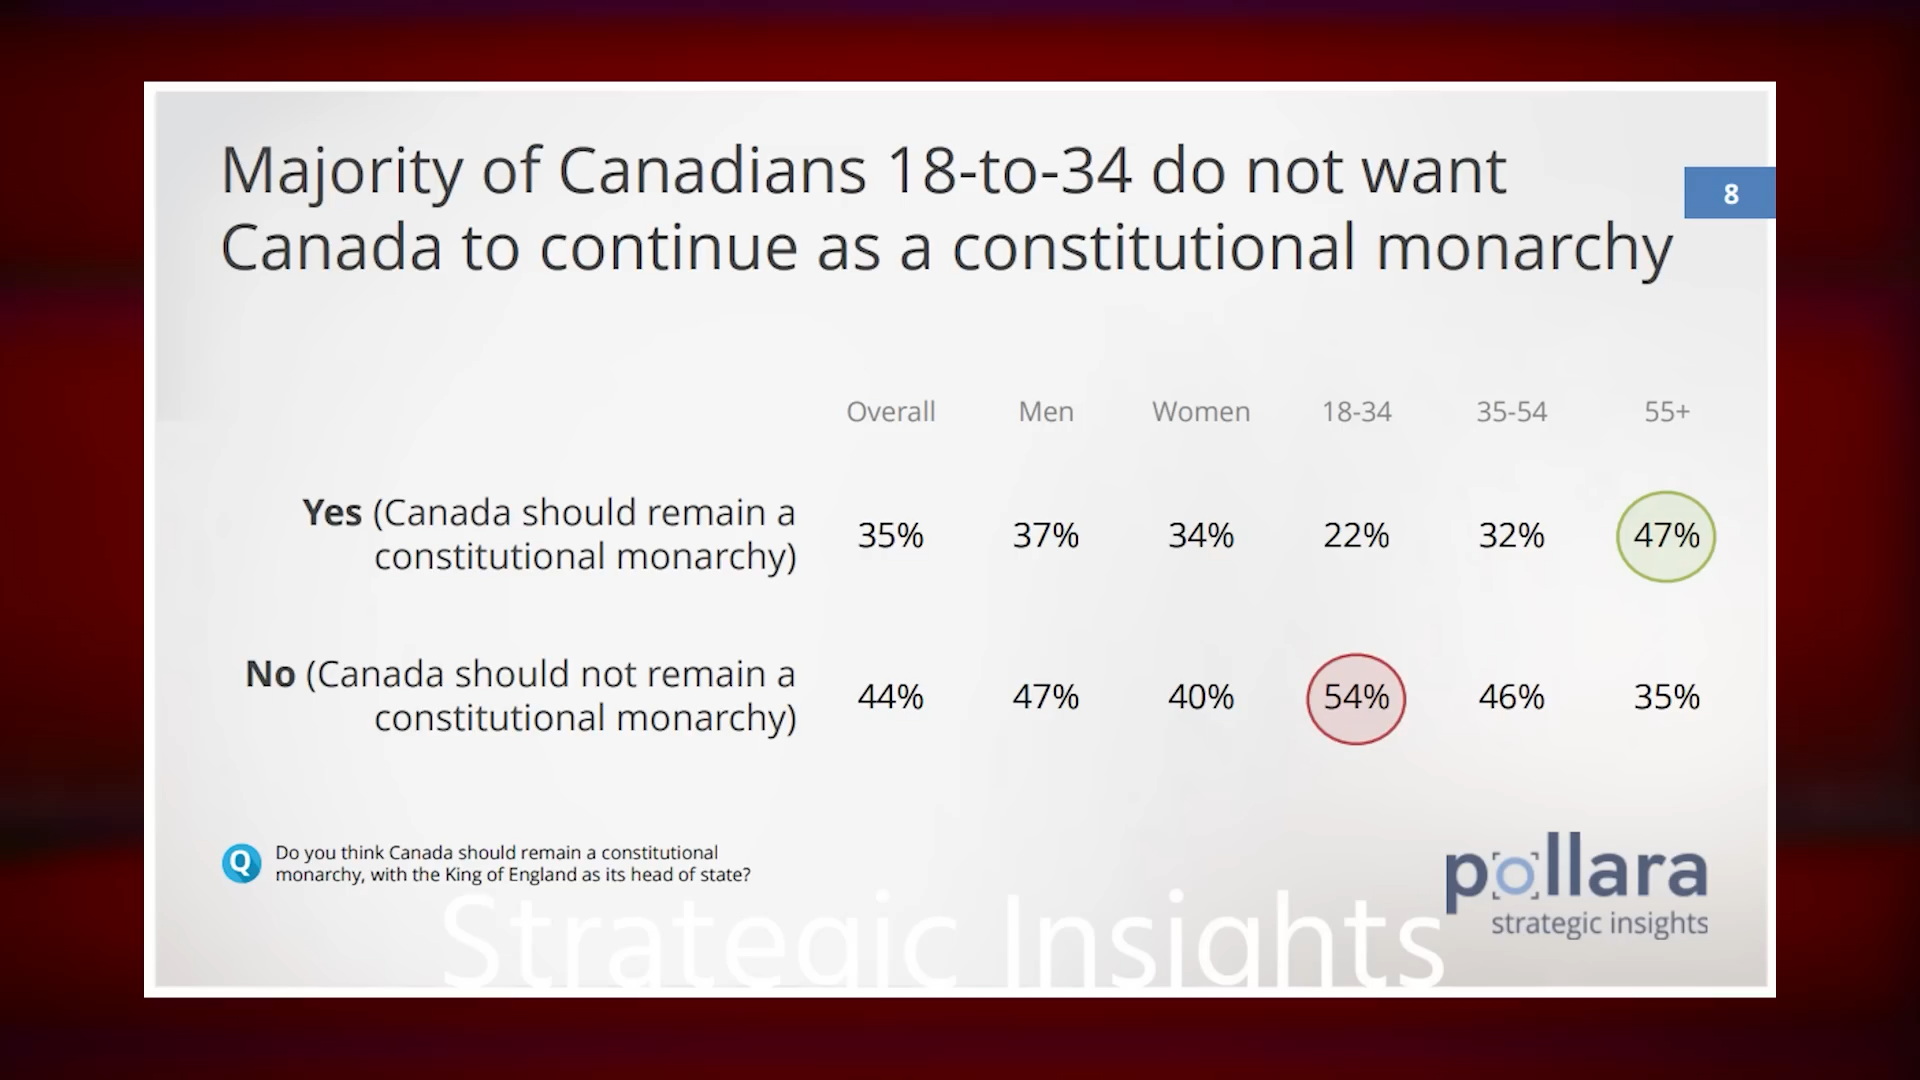 Majority of Canadians 18-to-34 do not want
Canada to continue as a constitutional monarchy
8
Overall Men Women 18-34 35-54 55+
Yes (Canada should remain a
constitutional monarchy)
35% 37% 34% 22% 32% 47%
No (Canada should not remain a
constitutional monarchy)
44% 47% 40% 54% 46% 35%
Q
Do you think Canada should remain a constitutional
monarchy, with the King of England as its head of state?
Strategic Insights
pollara
strategic insights